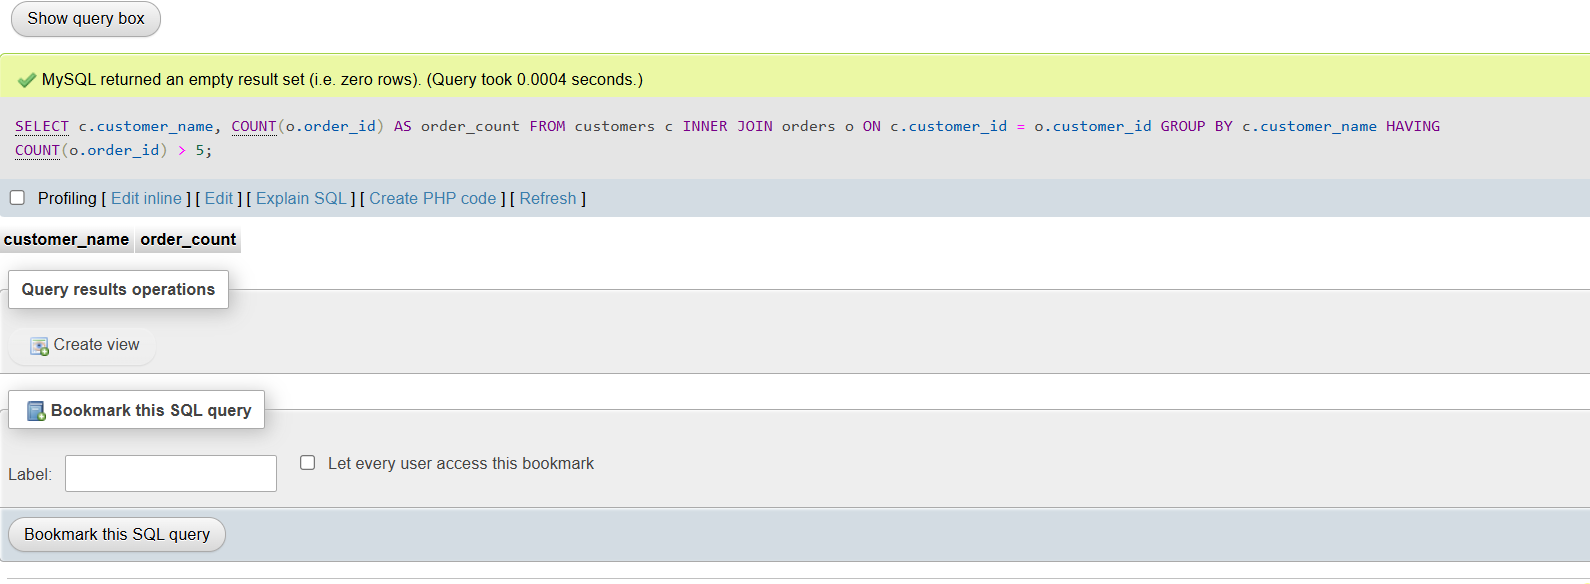 Show query box
MySQL returned an empty result set (i.e. zero rows). (Query took 0.0004 seconds.)
SELECT c.customer_name, COUNT(o.order_id) AS order_count FROM customers c INNER JOIN orders o ON c.customer_id = o.customer_id GROUP BY c.customer_name HAVING
COUNT(o.order_id) > 5;
Profiling [ Edit inline ] [ Edit ] [ Explain SQL ] [ Create PHP code ] [ Refresh ]
customer_name order_count
Query results operations
Create view
Bookmark this SQL query
Label: Let every user access this bookmark
Bookmark this SQL query